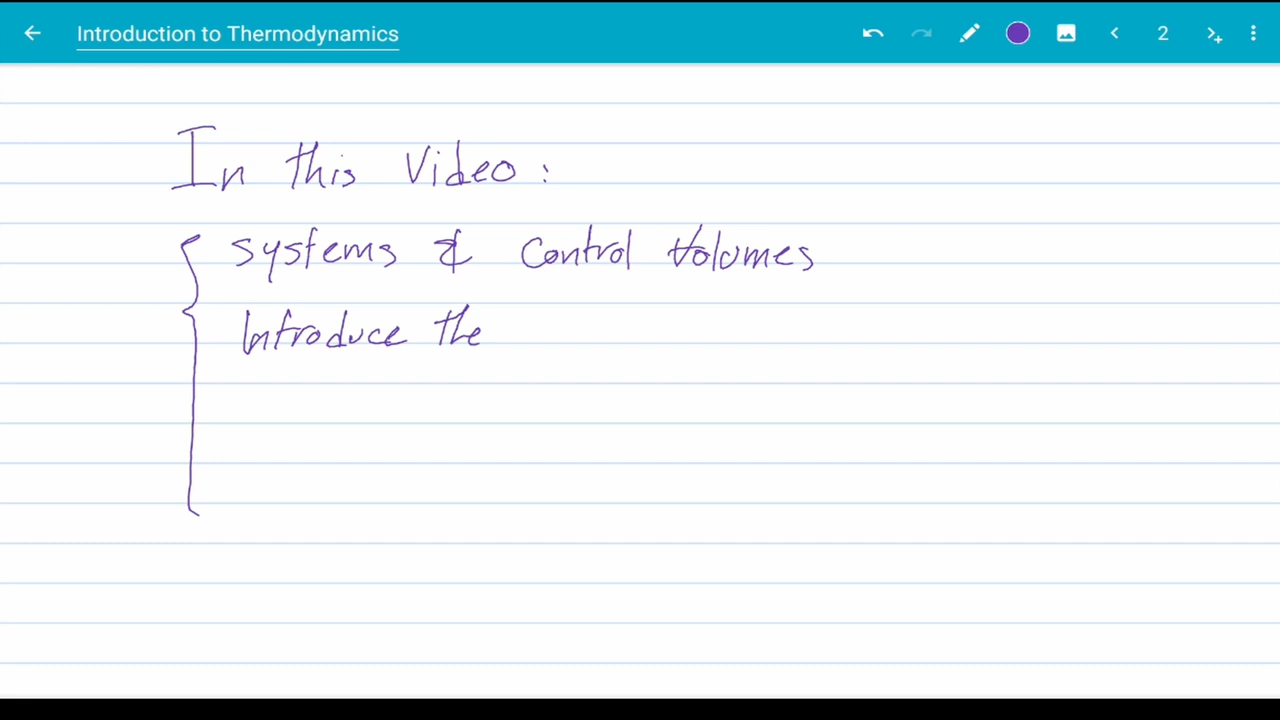 Introduction to Thermodynamics
2
In this Video :
Systems & Control Volumes
Introduce the